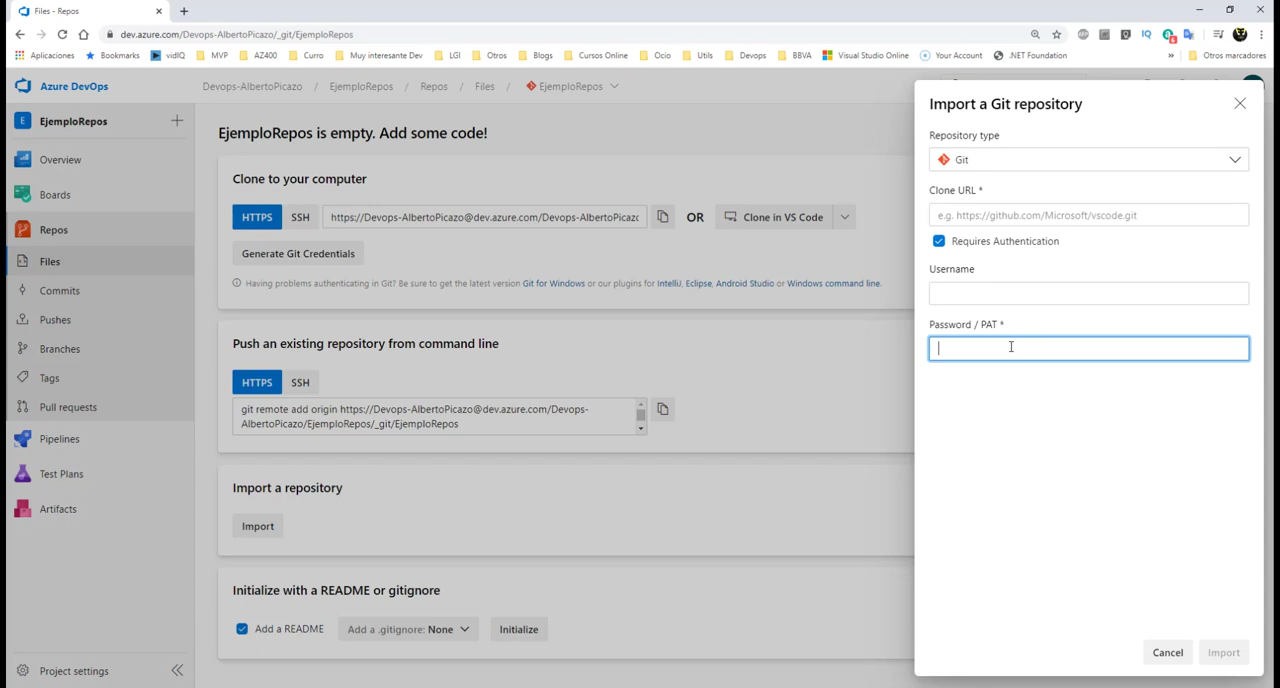 Files - Repos
dev.azure.com/Devops-AlbertoPicazo/_git/EjemploRepos
Aplicaciones Bookmarks vidIQ MVP AZ400 Curro Muy interesante Dev LGI Otros Blogs Cursos Online Ocio Utils Devops BBVA Visual Studio Online Your Account .NET Foundation » Otros marcadores
Azure DevOps
Devops-AlbertoPicazo / EjemploRepos / Repos / Files / EjemploRepos
E EjemploRepos
Overview
Boards
Repos
Files
Commits
Pushes
Branches
Tags
Pull requests
Pipelines
Test Plans
Artifacts
Project settings
EjemploRepos is empty. Add some code!
Clone to your computer
HTTPS SSH https://Devops-AlbertoPicazo@dev.azure.com/Devops-AlbertoPicazo OR Clone in VS Code
Generate Git Credentials
Having problems authenticating in Git? Be sure to get the latest version Git for Windows or our plugins for IntelliJ, Eclipse, Android Studio or Windows command line.
Push an existing repository from command line
HTTPS SSH
git remote add origin https://Devops-AlbertoPicazo@dev.azure.com/Devops-
AlbertoPicazo/EjemploRepos/_git/EjemploRepos
Import a repository
Import
Initialize with a README or gitignore
Add a README Add a .gitignore: None Initialize
Import a Git repository
Repository type
Git
Clone URL *
e.g. https://github.com/Microsoft/vscode.git
Requires Authentication
Username
Password / PAT *
Cancel Import